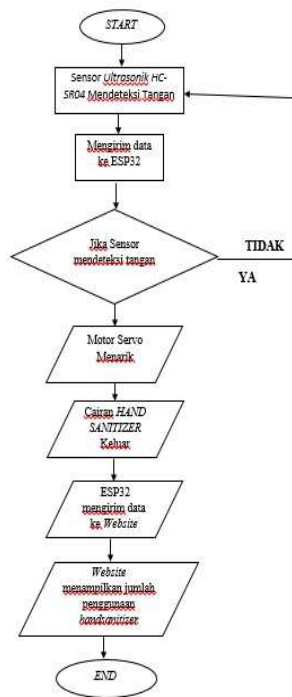 START
Sensor Ultrasonik HC-
SR04 Mendeteksi Tangan
Mengirim data
ke ESP32
Jika Sensor
mendeteksi tangan
TIDAK
YA
Motor Servo
Menarik
Cairan HAND
SANITIZER
Keluar
ESP32
mengirim data
ke Website
Website
menampilkan jumlah
penggunaan
handsanitizer
END